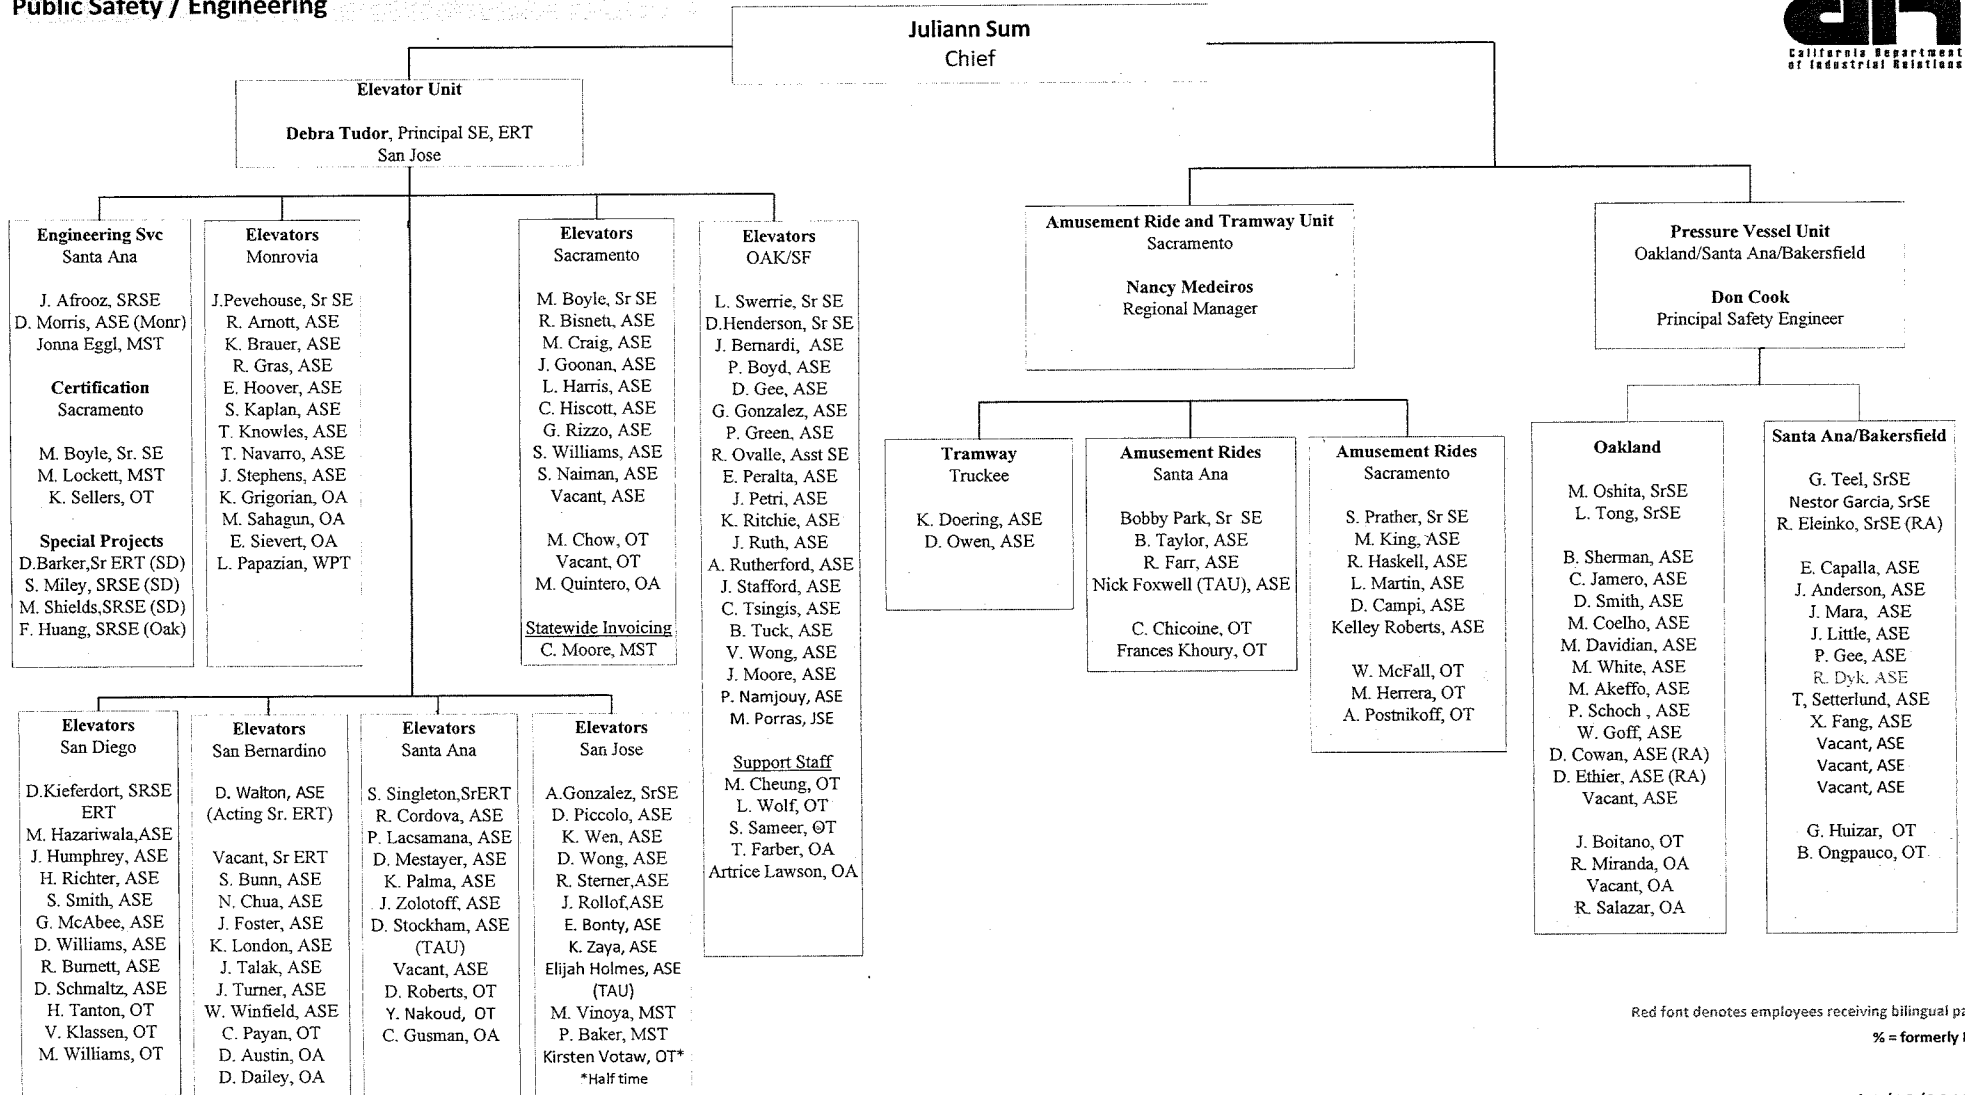 Public Safety / Engineering
Juliann Sum
Chief
California Department
of Industrial Relations
Elevator Unit
Debra Tudor, Principal SE, ERT
San Jose
Engineering Svc
Santa Ana
J. Afrooz, SRSE
D. Morris, ASE (Monr)
Jonna Eggl, MST
Certification
Sacramento
M. Boyle, Sr. SE
M. Lockett, MST
K. Sellers, OT
Special Projects
D.Barker,Sr ERT (SD)
S. Miley, SRSE (SD)
M. Shields,SRSE (SD)
F. Huang, SRSE (Oak)
Elevators
Monrovia
J.Pevehouse, Sr SE
R. Arnott, ASE
K. Brauer, ASE
R. Gras, ASE
E. Hoover, ASE
S. Kaplan, ASE
T. Knowles, ASE
T. Navarro, ASE
J. Stephens, ASE
K. Grigorian, OA
M. Sahagun, OA
E. Sievert, OA
L. Papazian, WPT
Elevators
Sacramento
M. Boyle, Sr SE
R. Bisnett, ASE
M. Craig, ASE
J. Goonan, ASE
L. Harris, ASE
C. Hiscott, ASE
G. Rizzo, ASE
S. Williams, ASE
S. Naiman, ASE
Vacant, ASE
M. Chow, OT
Vacant, OT
M. Quintero, OA
Statewide Invoicing
C. Moore, MST
Elevators
OAK/SF
L. Swerrie, Sr SE
D.Henderson, Sr SE
J. Bernardi, ASE
P. Boyd, ASE
D. Gee, ASE
G. Gonzalez, ASE
P. Green, ASE
R. Ovalle, Asst SE
E. Peralta, ASE
J. Petri, ASE
K. Ritchie, ASE
J. Ruth, ASE
A. Rutherford, ASE
J. Stafford, ASE
C. Tsingis, ASE
B. Tuck, ASE
V. Wong, ASE
J. Moore, ASE
P. Namjouy, ASE
M. Porras, JSE
Support Staff
M. Cheung, OT
L. Wolf, OT
S. Sameer, OT
T. Farber, OA
Artrice Lawson, OA
Elevators
San Diego
D.Kieferdort, SRSE
ERT
M. Hazariwala,ASE
J. Humphrey, ASE
H. Richter, ASE
S. Smith, ASE
G. McAbee, ASE
D. Williams, ASE
R. Burnett, ASE
D. Schmaltz, ASE
H. Tanton, OT
V. Klassen, OT
M. Williams, OT
Elevators
San Bernardino
D. Walton, ASE
(Acting Sr. ERT)
Vacant, Sr ERT
S. Bunn, ASE
N. Chua, ASE
J. Foster, ASE
K. London, ASE
J. Talak, ASE
J. Turner, ASE
W. Winfield, ASE
C. Payan, OT
D. Austin, OA
D. Dailey, OA
Elevators
Santa Ana
S. Singleton,SrERT
R. Cordova, ASE
P. Lacsamana, ASE
D. Mestayer, ASE
K. Palma, ASE
J. Zolotoff, ASE
D. Stockham, ASE
(TAU)
Vacant, ASE
D. Roberts, OT
Y. Nakoud, OT
C. Gusman, OA
Elevators
San Jose
A.Gonzalez, SrSE
D. Piccolo, ASE
K. Wen, ASE
D. Wong, ASE
R. Sterner,ASE
J. Rollof,ASE
E. Bonty, ASE
K. Zaya, ASE
Elijah Holmes, ASE
(TAU)
M. Vinoya, MST
P. Baker, MST
Kirsten Votaw, OT*
*Half time
Amusement Ride and Tramway Unit
Sacramento
Nancy Medeiros
Regional Manager
Tramway
Truckee
K. Doering, ASE
D. Owen, ASE
Amusement Rides
Santa Ana
Bobby Park, Sr SE
B. Taylor, ASE
R. Farr, ASE
Nick Foxwell (TAU), ASE
C. Chicoine, OT
Frances Khoury, OT
Amusement Rides
Sacramento
S. Prather, Sr SE
M. King, ASE
R. Haskell, ASE
L. Martin, ASE
D. Campi, ASE
Kelley Roberts, ASE
W. McFall, OT
M. Herrera, OT
A. Postnikoff, OT
Pressure Vessel Unit
Oakland/Santa Ana/Bakersfield
Don Cook
Principal Safety Engineer
Oakland
M. Oshita, SrSE
L. Tong, SrSE
B. Sherman, ASE
C. Jamero, ASE
D. Smith, ASE
M. Coelho, ASE
M. Davidian, ASE
M. White, ASE
M. Akeffo, ASE
P. Schoch , ASE
W. Goff, ASE
D. Cowan, ASE (RA)
D. Ethier, ASE (RA)
Vacant, ASE
J. Boitano, OT
R. Miranda, OA
Vacant, OA
R. Salazar, OA
Santa Ana/Bakersfield
G. Teel, SrSE
Nestor Garcia, SrSE
R. Eleinko, SrSE (RA)
E. Capalla, ASE
J. Anderson, ASE
J. Mara, ASE
J. Little, ASE
P. Gee, ASE
R. Dyk, ASE
T, Setterlund, ASE
X. Fang, ASE
Vacant, ASE
Vacant, ASE
Vacant, ASE
G. Huizar, OT
B. Ongpauco, OT
Red font denotes employees receiving bilingual pa
% = formerly